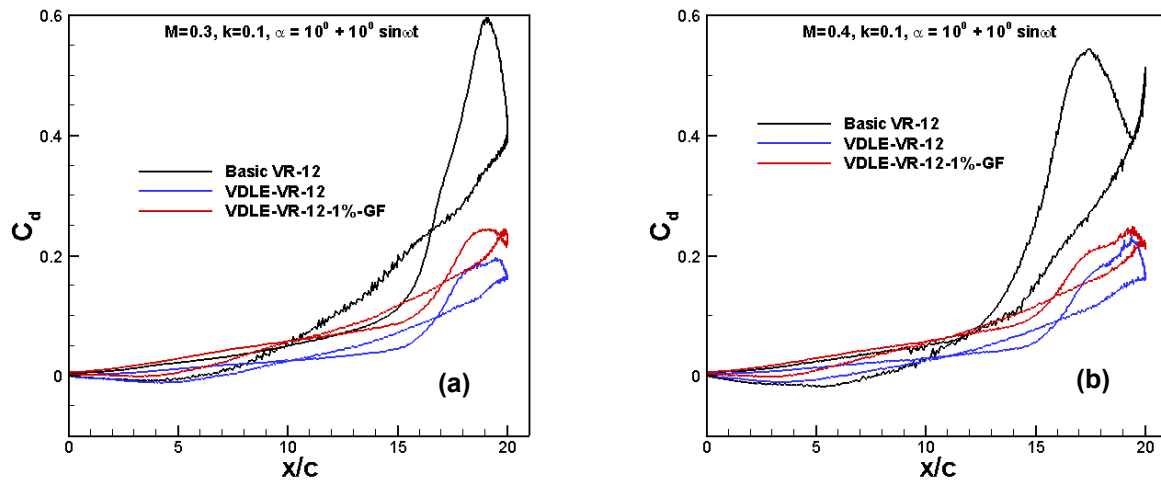 M=0.3, k=0.1, α = 10⁰ + 10⁰ sinωt
0.6
0.4
0.2
0
C_d
Basic VR-12
VDLE-VR-12
VDLE-VR-12-1%-GF
(a)
0 5 10 15 20
x/c
M=0.4, k=0.1, α = 10⁰ + 10⁰ sinωt
0.6
0.4
0.2
0
C_d
Basic VR-12
VDLE-VR-12
VDLE-VR-12-1%-GF
(b)
0 5 10 15 20
x/c